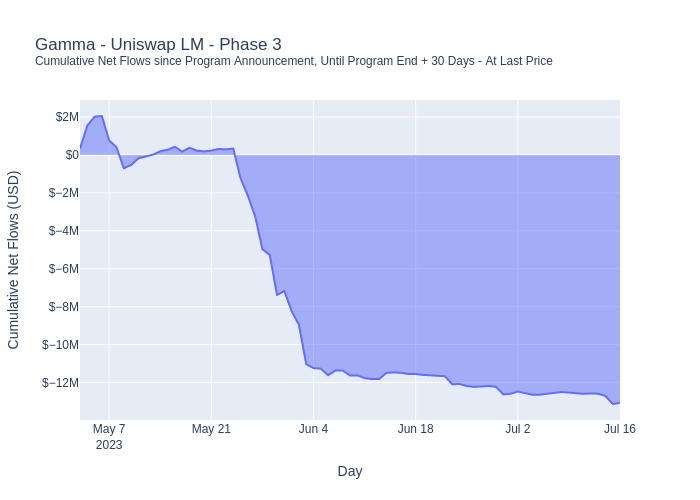 Gamma - Uniswap LM - Phase 3
Cumulative Net Flows since Program Announcement, Until Program End + 30 Days - At Last Price
Cumulative Net Flows (USD)
$2M
$0
$−2M
$−4M
$−6M
$−8M
$−10M
$−12M
May 7 May 21 Jun 4 Jun 18 Jul 2 Jul 16
2023
Day